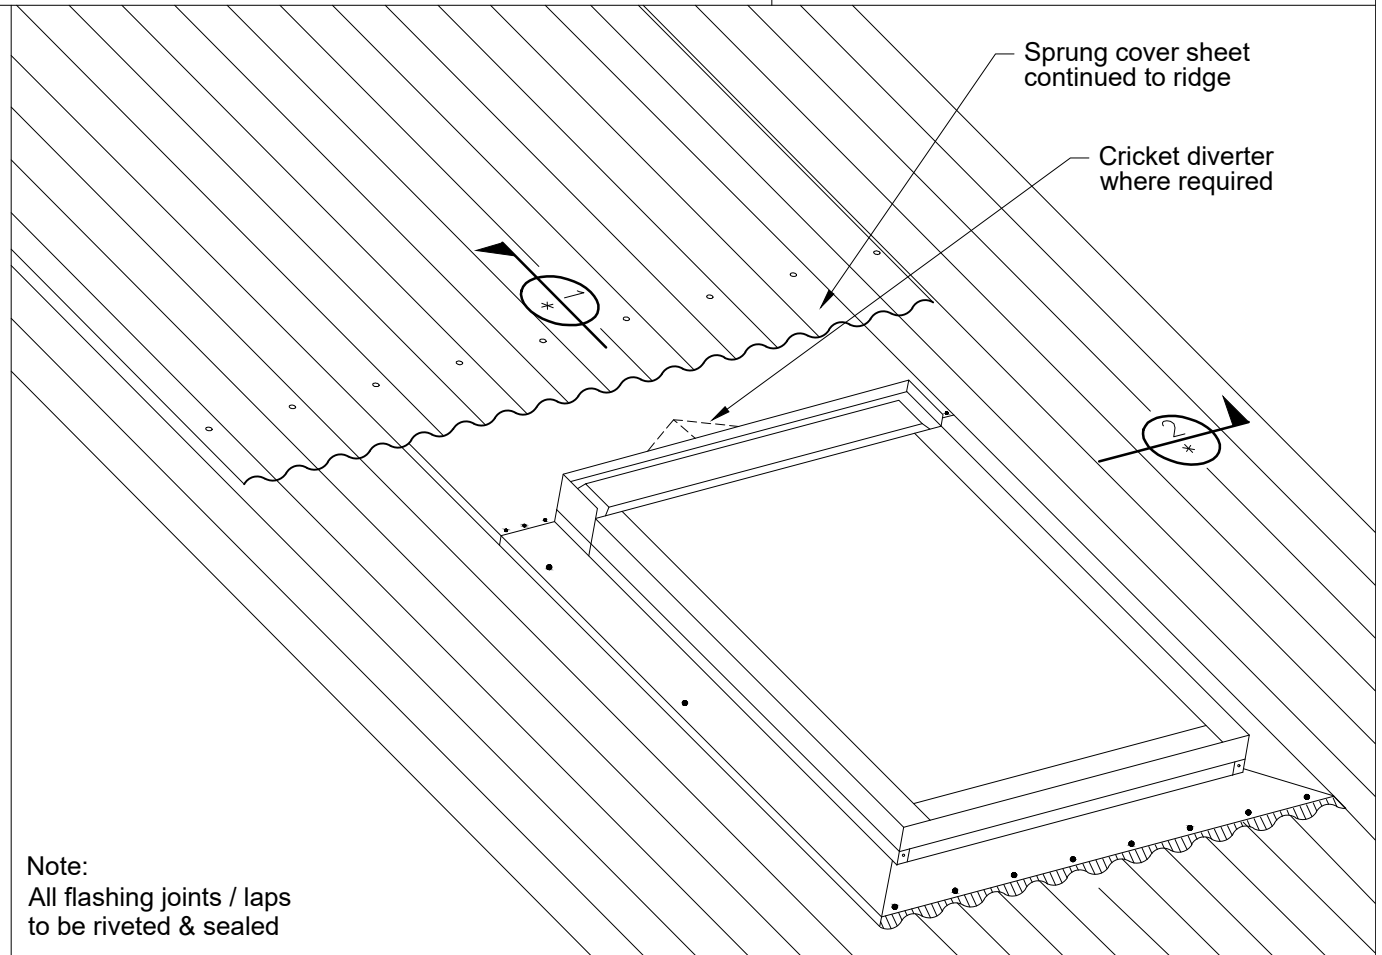 Sprung cover sheet
continued to ridge
Cricket diverter
where required
1
*
2
*
Note:
All flashing joints / laps
to be riveted & sealed